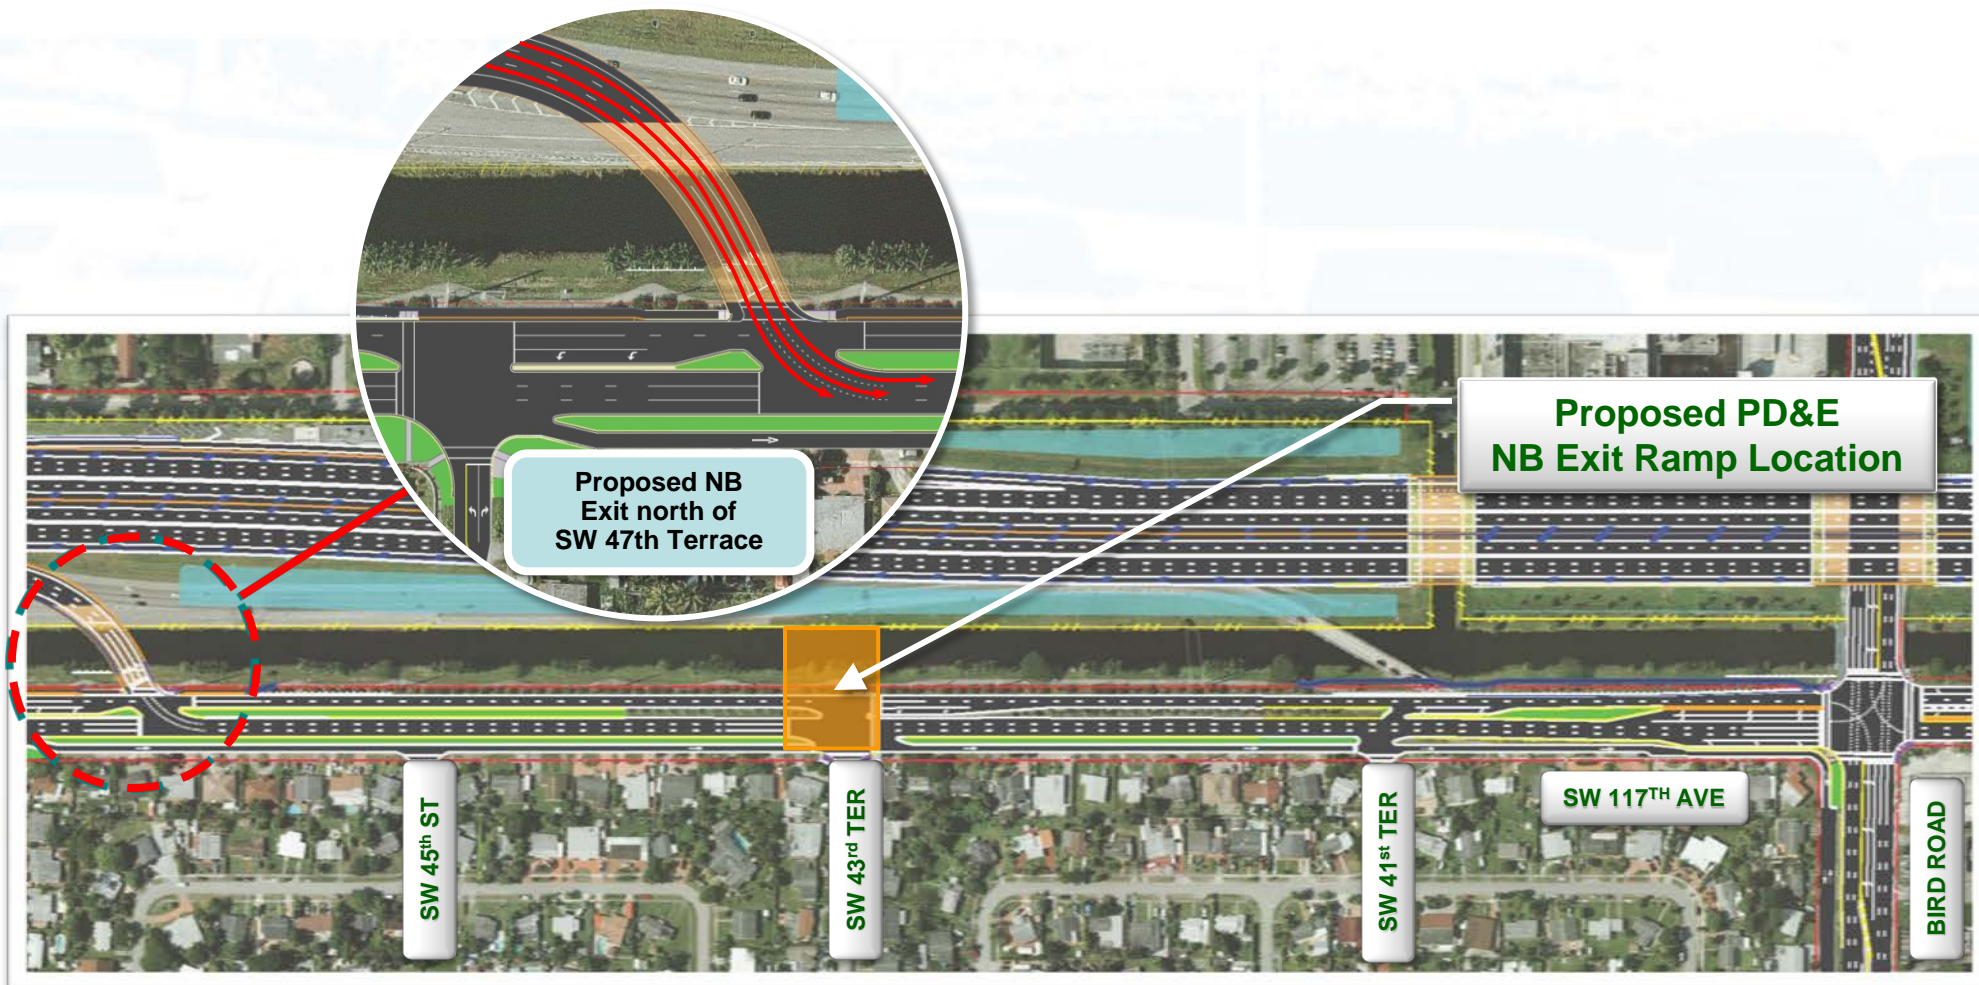 Proposed NB
Exit north of
SW 47th Terrace
Proposed PD&E
NB Exit Ramp Location
SW 45th ST
SW 43rd TER
SW 41st TER
SW 117TH AVE
BIRD ROAD